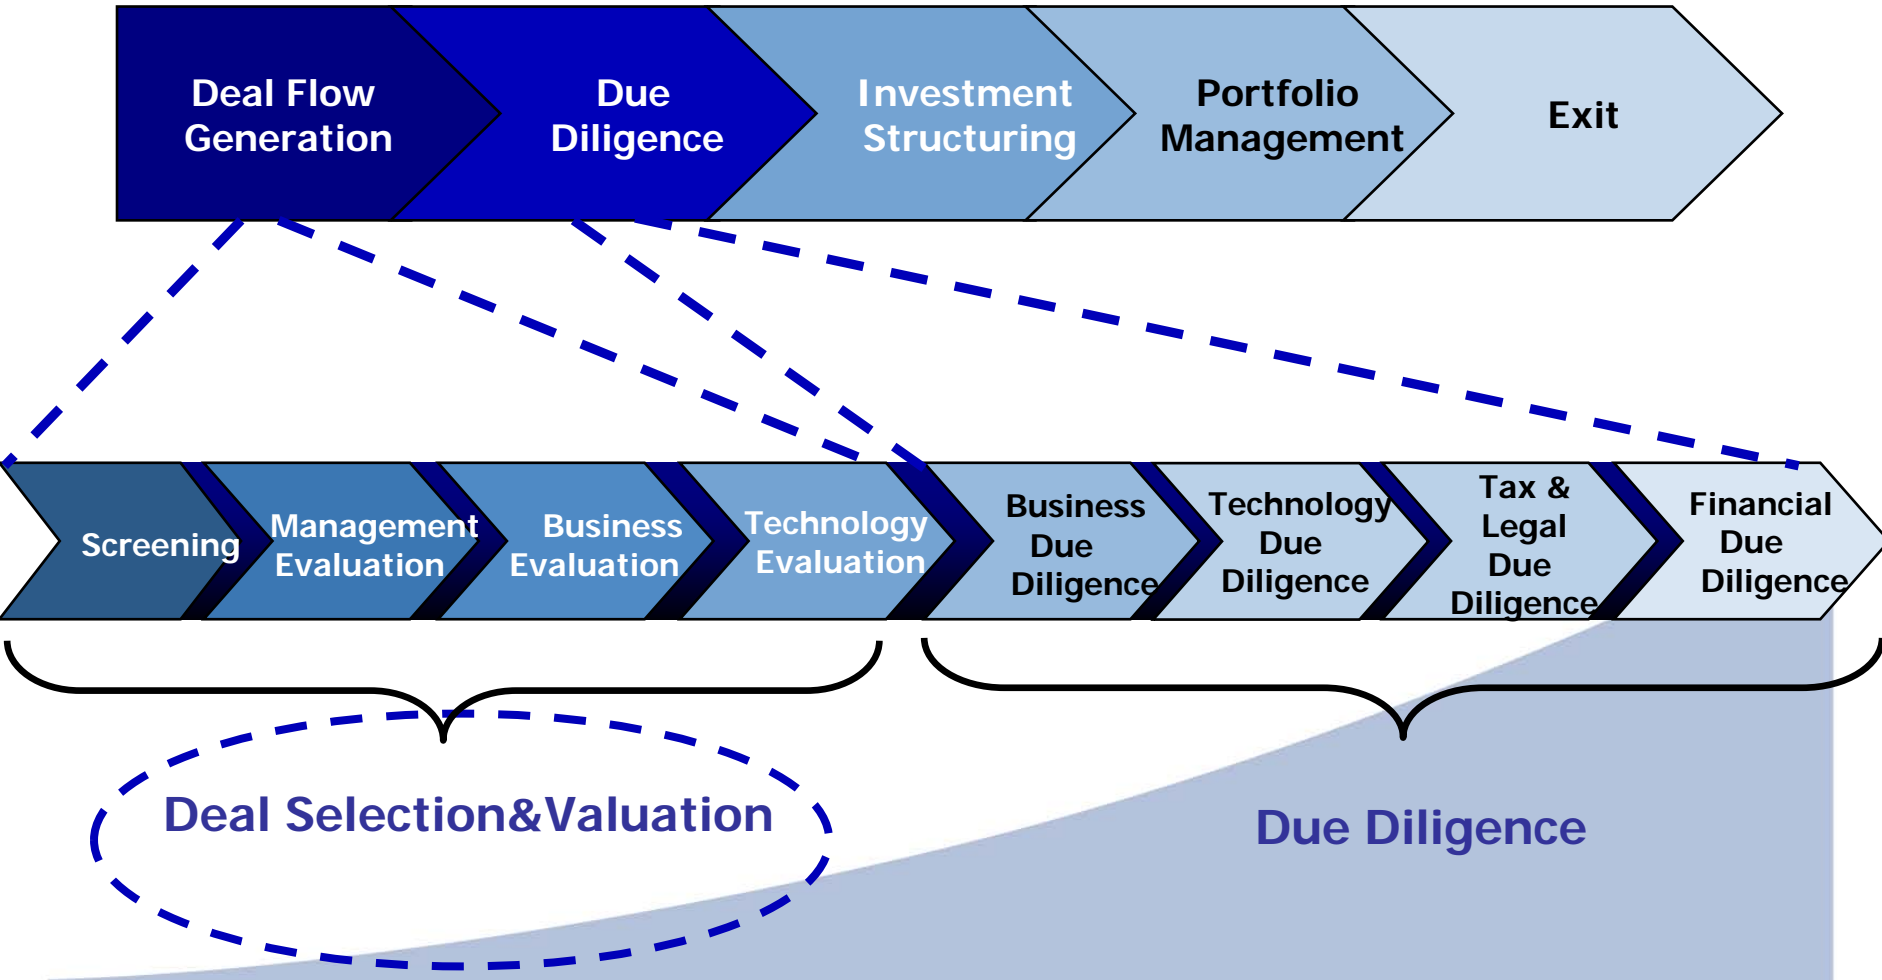 Deal Flow
Generation
Due
Diligence
Investment
Structuring
Portfolio
Management
Exit
Screening
Management
Evaluation
Business
Evaluation
Technology
Evaluation
Business
Due
Diligence
Technology
Due
Diligence
Tax &
Legal
Due
Diligence
Financial
Due
Diligence
Deal Selection&Valuation
Due Diligence